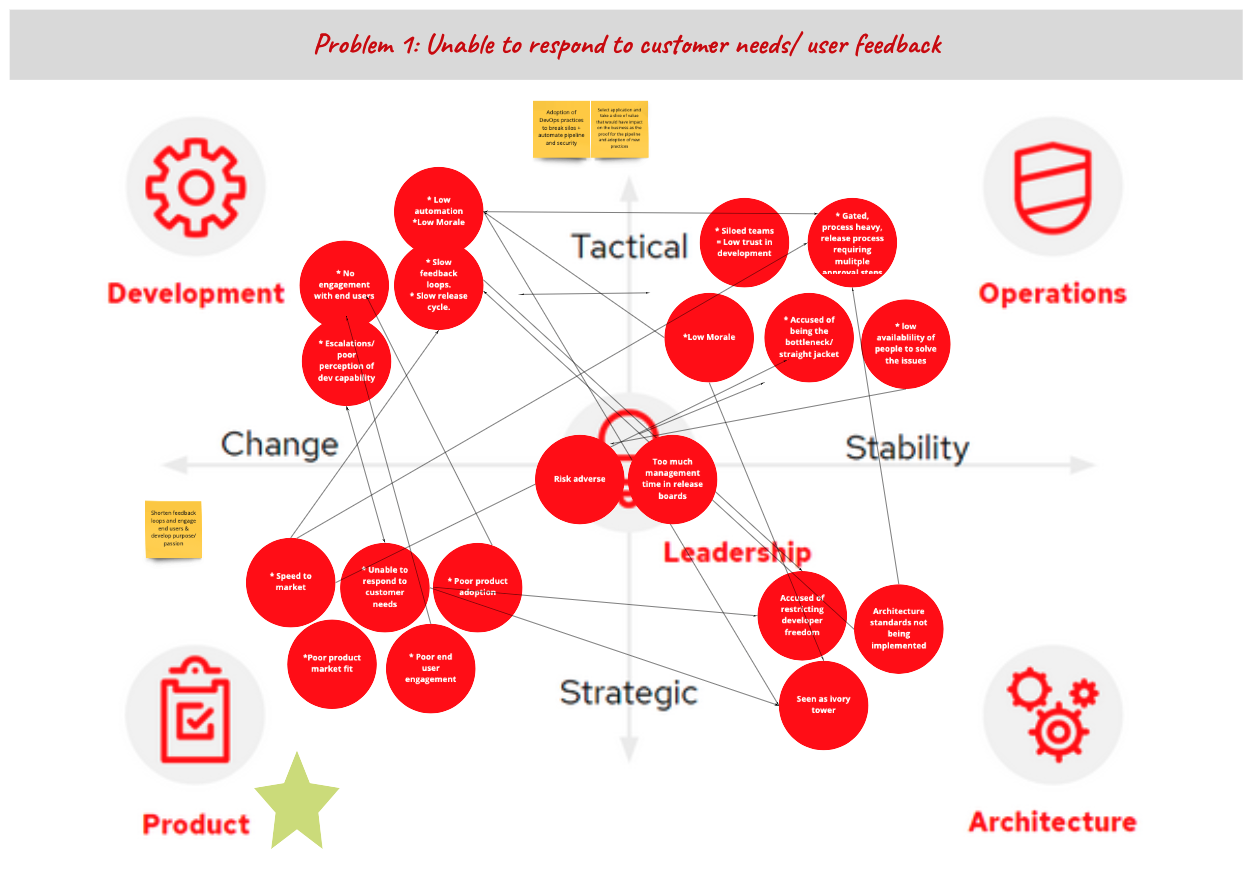 Problem 1: Unable to respond to customer needs/ user feedback
Adoption of
DevOps practices
to break silos +
automate pipeline
and security
Select application and
take a slice of value
that would have impact
on the business as the
proof for the pipeline
and adoption of new
practices
Development
Tactical
Operations
* Low
automation
*Low Morale
* Slow
feedback
loops.
* Slow release
cycle.
* No
engagement
with end users
* Escalations/
poor
perception of
dev capability
* Siloed teams
= Low trust in
development
* Gated,
process heavy,
release process
requiring
mulitple
approval steps
*Low Morale
* Accused of
being the
bottleneck/
straight jacket
* low
availablility of
people to solve
the issues
Change
Stability
Risk adverse
Too much
management
time in release
boards
Leadership
Shorten feedback
loops and engage
end users &
develop purpose/
passion
* Speed to
market
* Unable to
respond to
customer
needs
* Poor product
adoption
*Poor product
market fit
* Poor end
user
engagement
Accused of
restricting
developer
freedom
Architecture
standards not
being
implemented
Seen as ivory
tower
Strategic
Product
Architecture